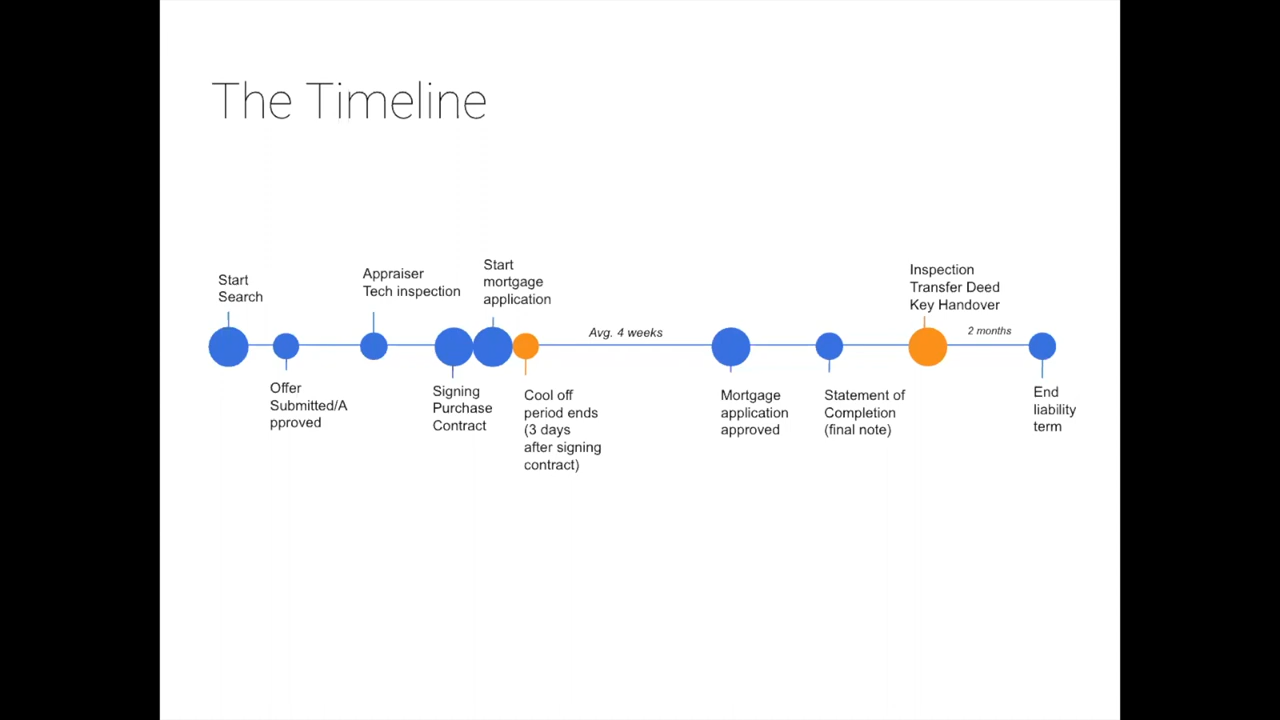 The Timeline
Start
Search
Offer
Submitted/A
pproved
Appraiser
Tech inspection
Signing
Purchase
Contract
Start
mortgage
application
Cool off
period ends
(3 days
after signing
contract)
Avg. 4 weeks
Mortgage
application
approved
Statement of
Completion
(final note)
Inspection
Transfer Deed
Key Handover
2 months
End
liability
term